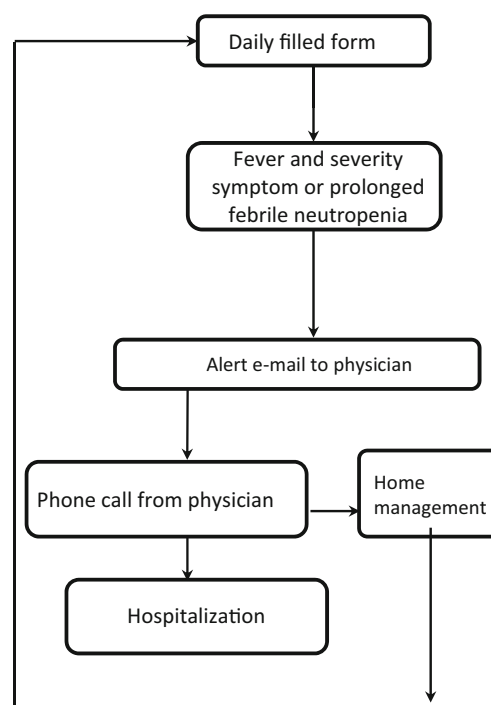 Daily filled form
Fever and severity
symptom or prolonged
febrile neutropenia
Alert e-mail to physician
Phone call from physician
Home
management
Hospitalization